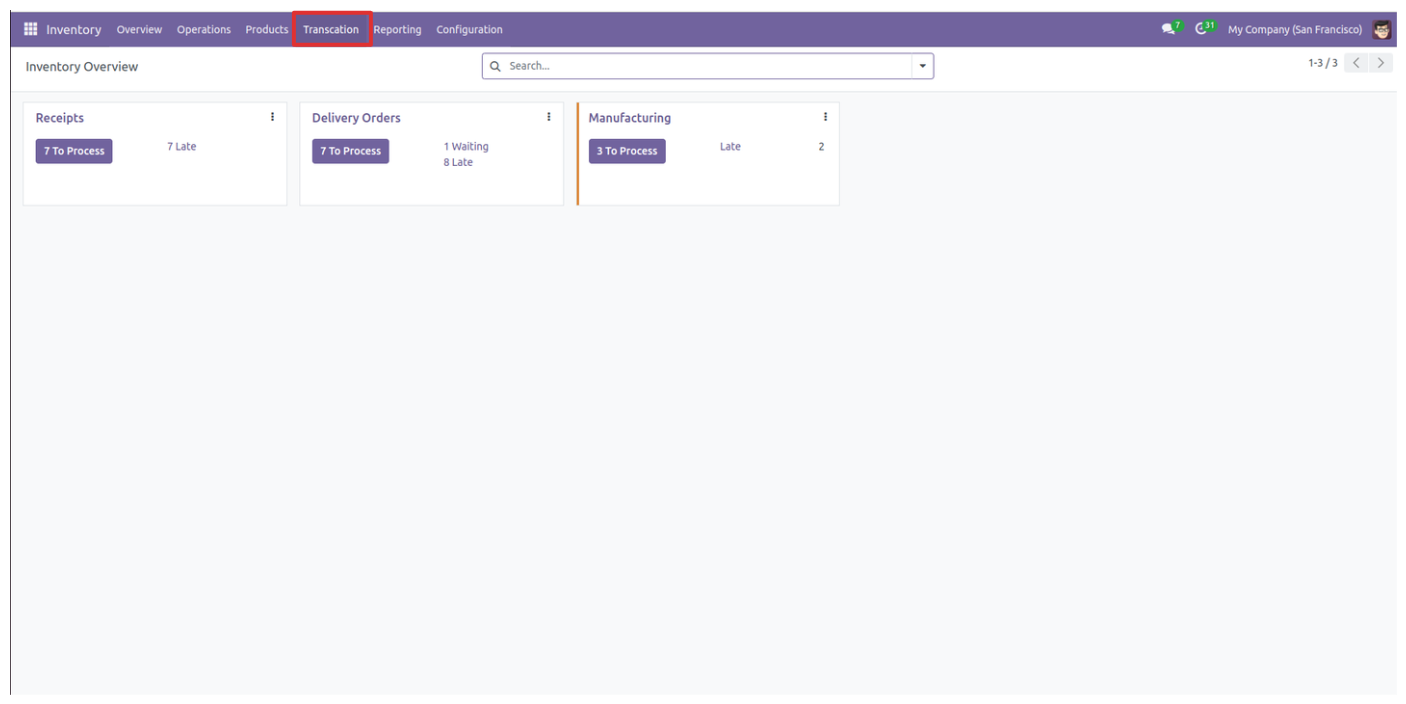 Inventory Overview Operations Products Transcation Reporting Configuration 7 31 My Company (San Francisco)
Inventory Overview Search... 1-3 / 3
Receipts Delivery Orders Manufacturing
7 To Process 7 Late 7 To Process 1 Waiting 3 To Process Late 2
8 Late